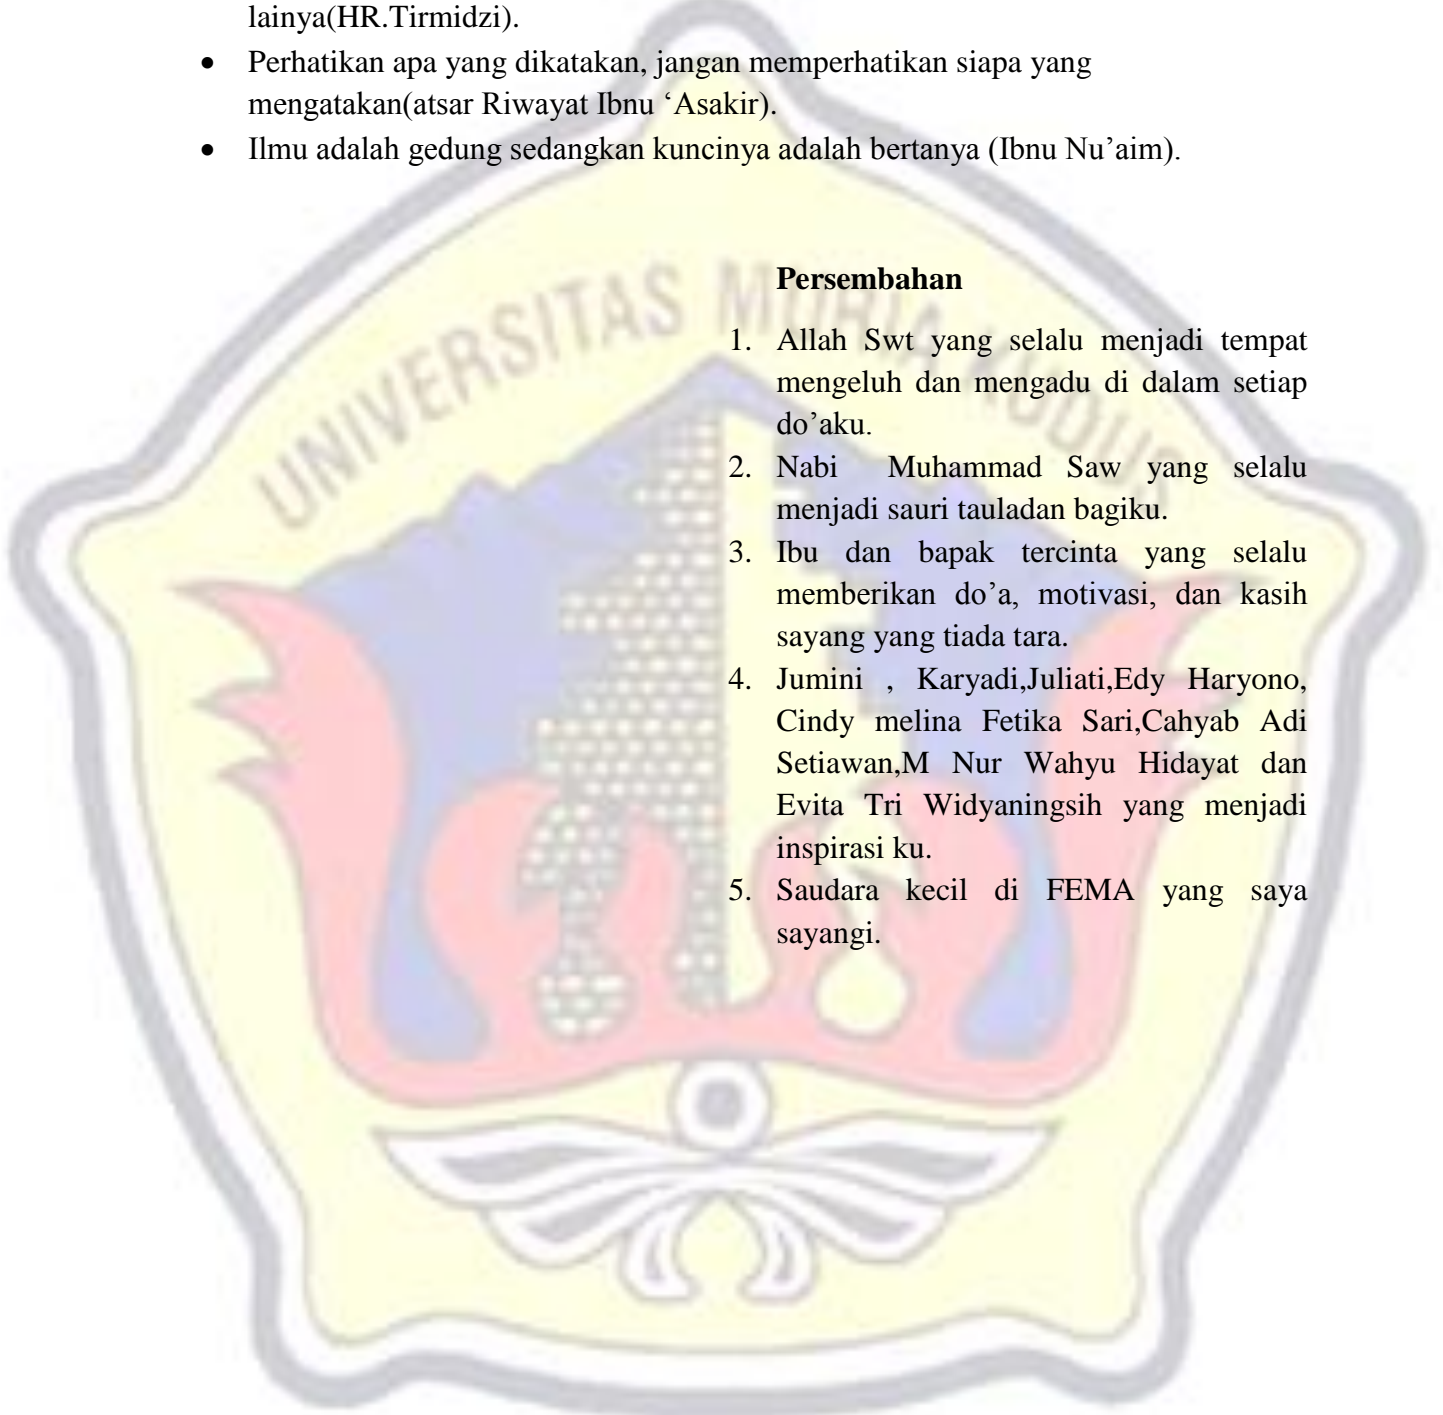 lainya(HR.Tirmidzi).
• Perhatikan apa yang dikatakan, jangan memperhatikan siapa yang
mengatakan(atsar Riwayat Ibnu ‘Asakir).
• Ilmu adalah gedung sedangkan kuncinya adalah bertanya (Ibnu Nu’aim).
UNIVERSITAS MURIA KUDUS
Persembahan
1. Allah Swt yang selalu menjadi tempat
mengeluh dan mengadu di dalam setiap
do’aku.
2. Nabi Muhammad Saw yang selalu
menjadi sauri tauladan bagiku.
3. Ibu dan bapak tercinta yang selalu
memberikan do’a, motivasi, dan kasih
sayang yang tiada tara.
4. Jumini , Karyadi,Juliati,Edy Haryono,
Cindy melina Fetika Sari,Cahyab Adi
Setiawan,M Nur Wahyu Hidayat dan
Evita Tri Widyaningsih yang menjadi
inspirasi ku.
5. Saudara kecil di FEMA yang saya
sayangi.